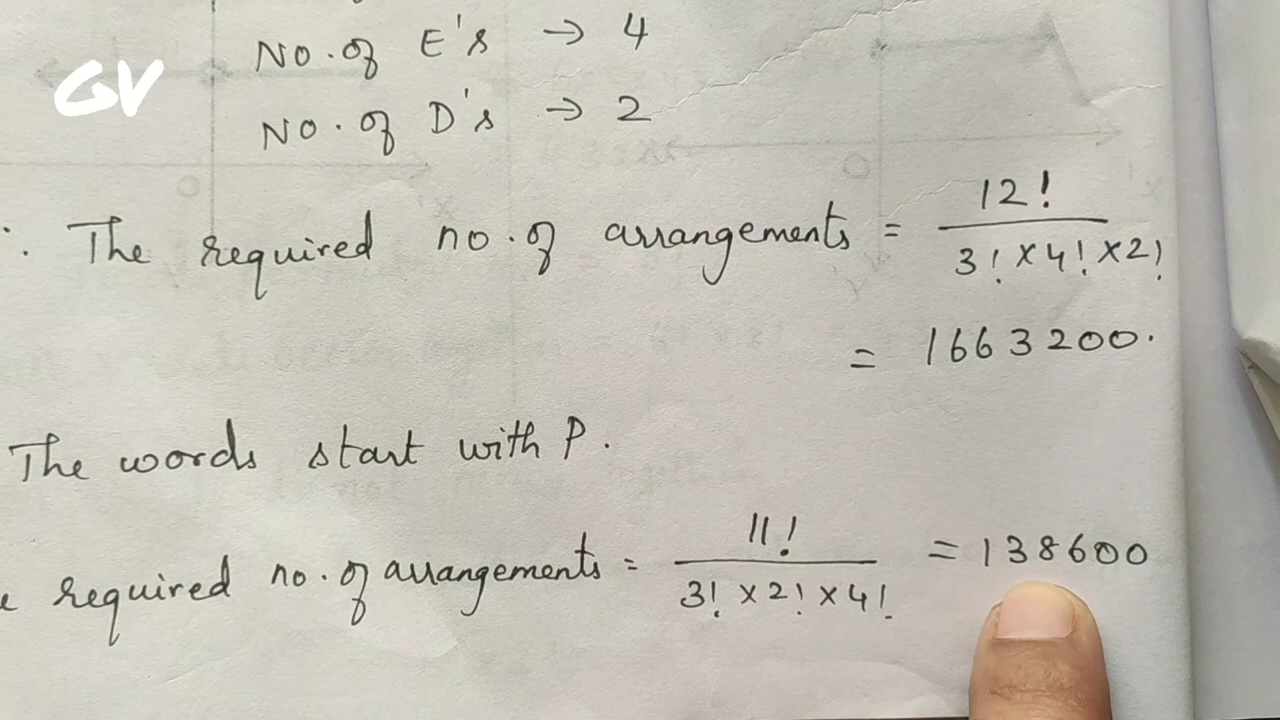 No. of E's → 4
GV
No. of D's → 2
∴ The required no. of arrangements = 12! / 3! × 4! × 2!
= 1663200.
The words start with P.
required no. of arrangements = 11! / 3! × 2! × 4! = 138600